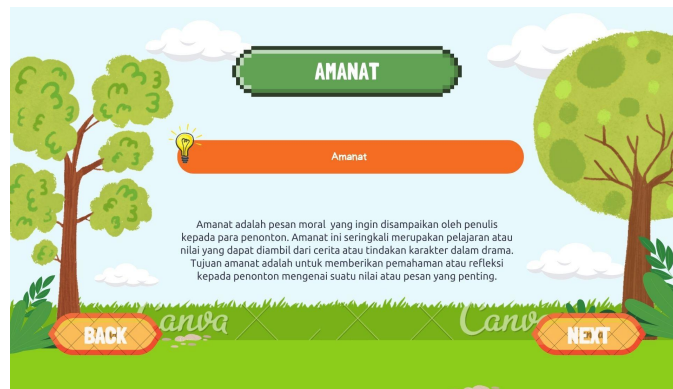 AMANAT
Amanat
Amanat adalah pesan moral yang ingin disampaikan oleh penulis
kepada para penonton. Amanat ini seringkali merupakan pelajaran atau
nilai yang dapat diambil dari cerita atau tindakan karakter dalam drama.
Tujuan amanat adalah untuk memberikan pemahaman atau refleksi
kepada penonton mengenai suatu nilai atau pesan yang penting.
Canva
Canva
BACK
NEXT